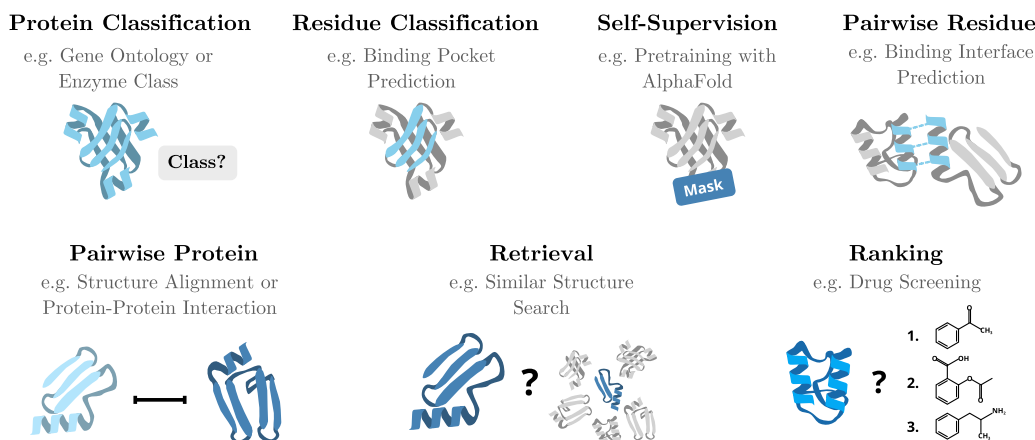 Protein Classification
e.g. Gene Ontology or
Enzyme Class
Class?
Residue Classification
e.g. Binding Pocket
Prediction
Self-Supervision
e.g. Pretraining with
AlphaFold
Mask
Pairwise Residue
e.g. Binding Interface
Prediction
Pairwise Protein
e.g. Structure Alignment or
Protein-Protein Interaction
Retrieval
e.g. Similar Structure
Search
?
Ranking
e.g. Drug Screening
?
1.
O
CH3
2.
O
OH
O
O
3.
NH2
CH3